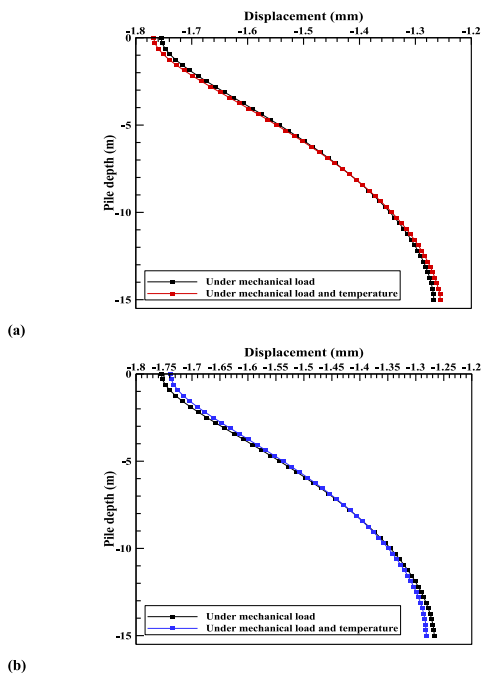 Displacement (mm)
-1.8 -1.7 -1.6 -1.5 -1.4 -1.3 -1.2
0
-5
-10
-15
Pile depth (m)
Under mechanical load
Under mechanical load and temperature
(a)
Displacement (mm)
-1.8 -1.75 -1.7 -1.65 -1.6 -1.55 -1.5 -1.45 -1.4 -1.35 -1.3 -1.25 -1.2
0
-5
-10
-15
Pile depth (m)
Under mechanical load
Under mechanical load and temperature
(b)